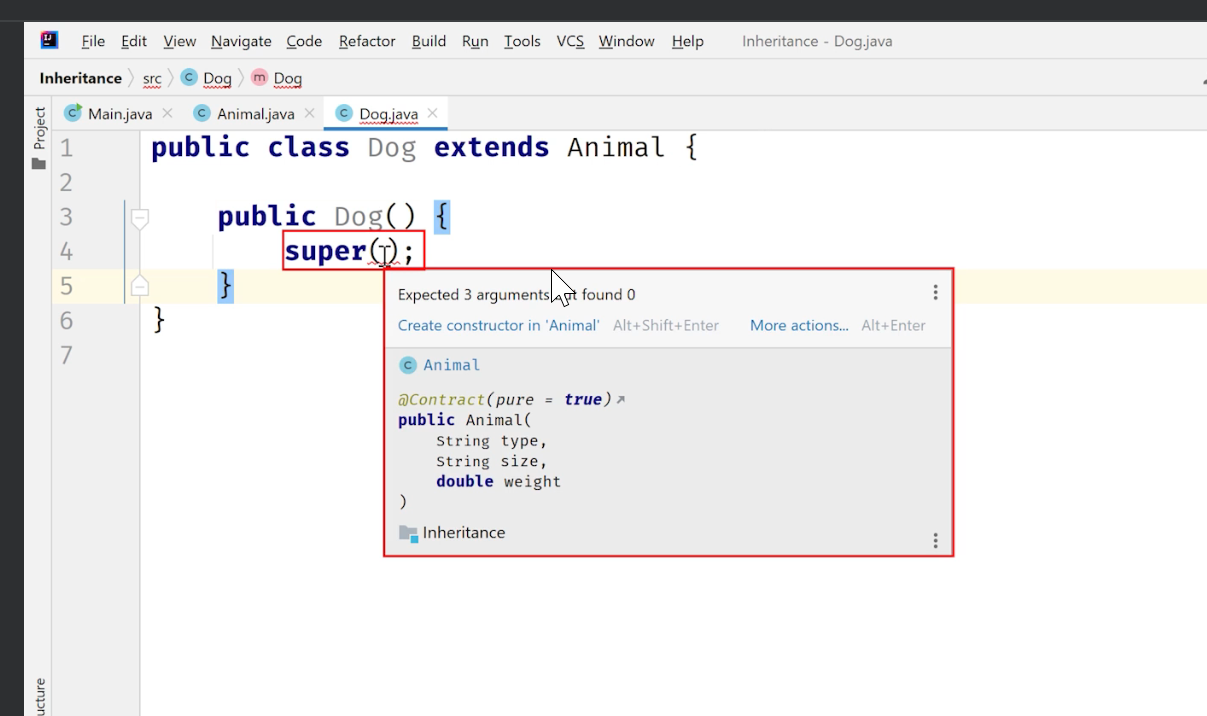 File Edit View Navigate Code Refactor Build Run Tools VCS Window Help Inheritance - Dog.java
Inheritance src C Dog m Dog
Project
C Main.java C Animal.java C Dog.java
1 public class Dog extends Animal {
2
3 public Dog() {
4 super();
5 }
6 }
7
Expected 3 arguments found 0
Create constructor in 'Animal' Alt+Shift+Enter More actions... Alt+Enter
C Animal
@Contract(pure = true)
public Animal(
String type,
String size,
double weight
)
Inheritance